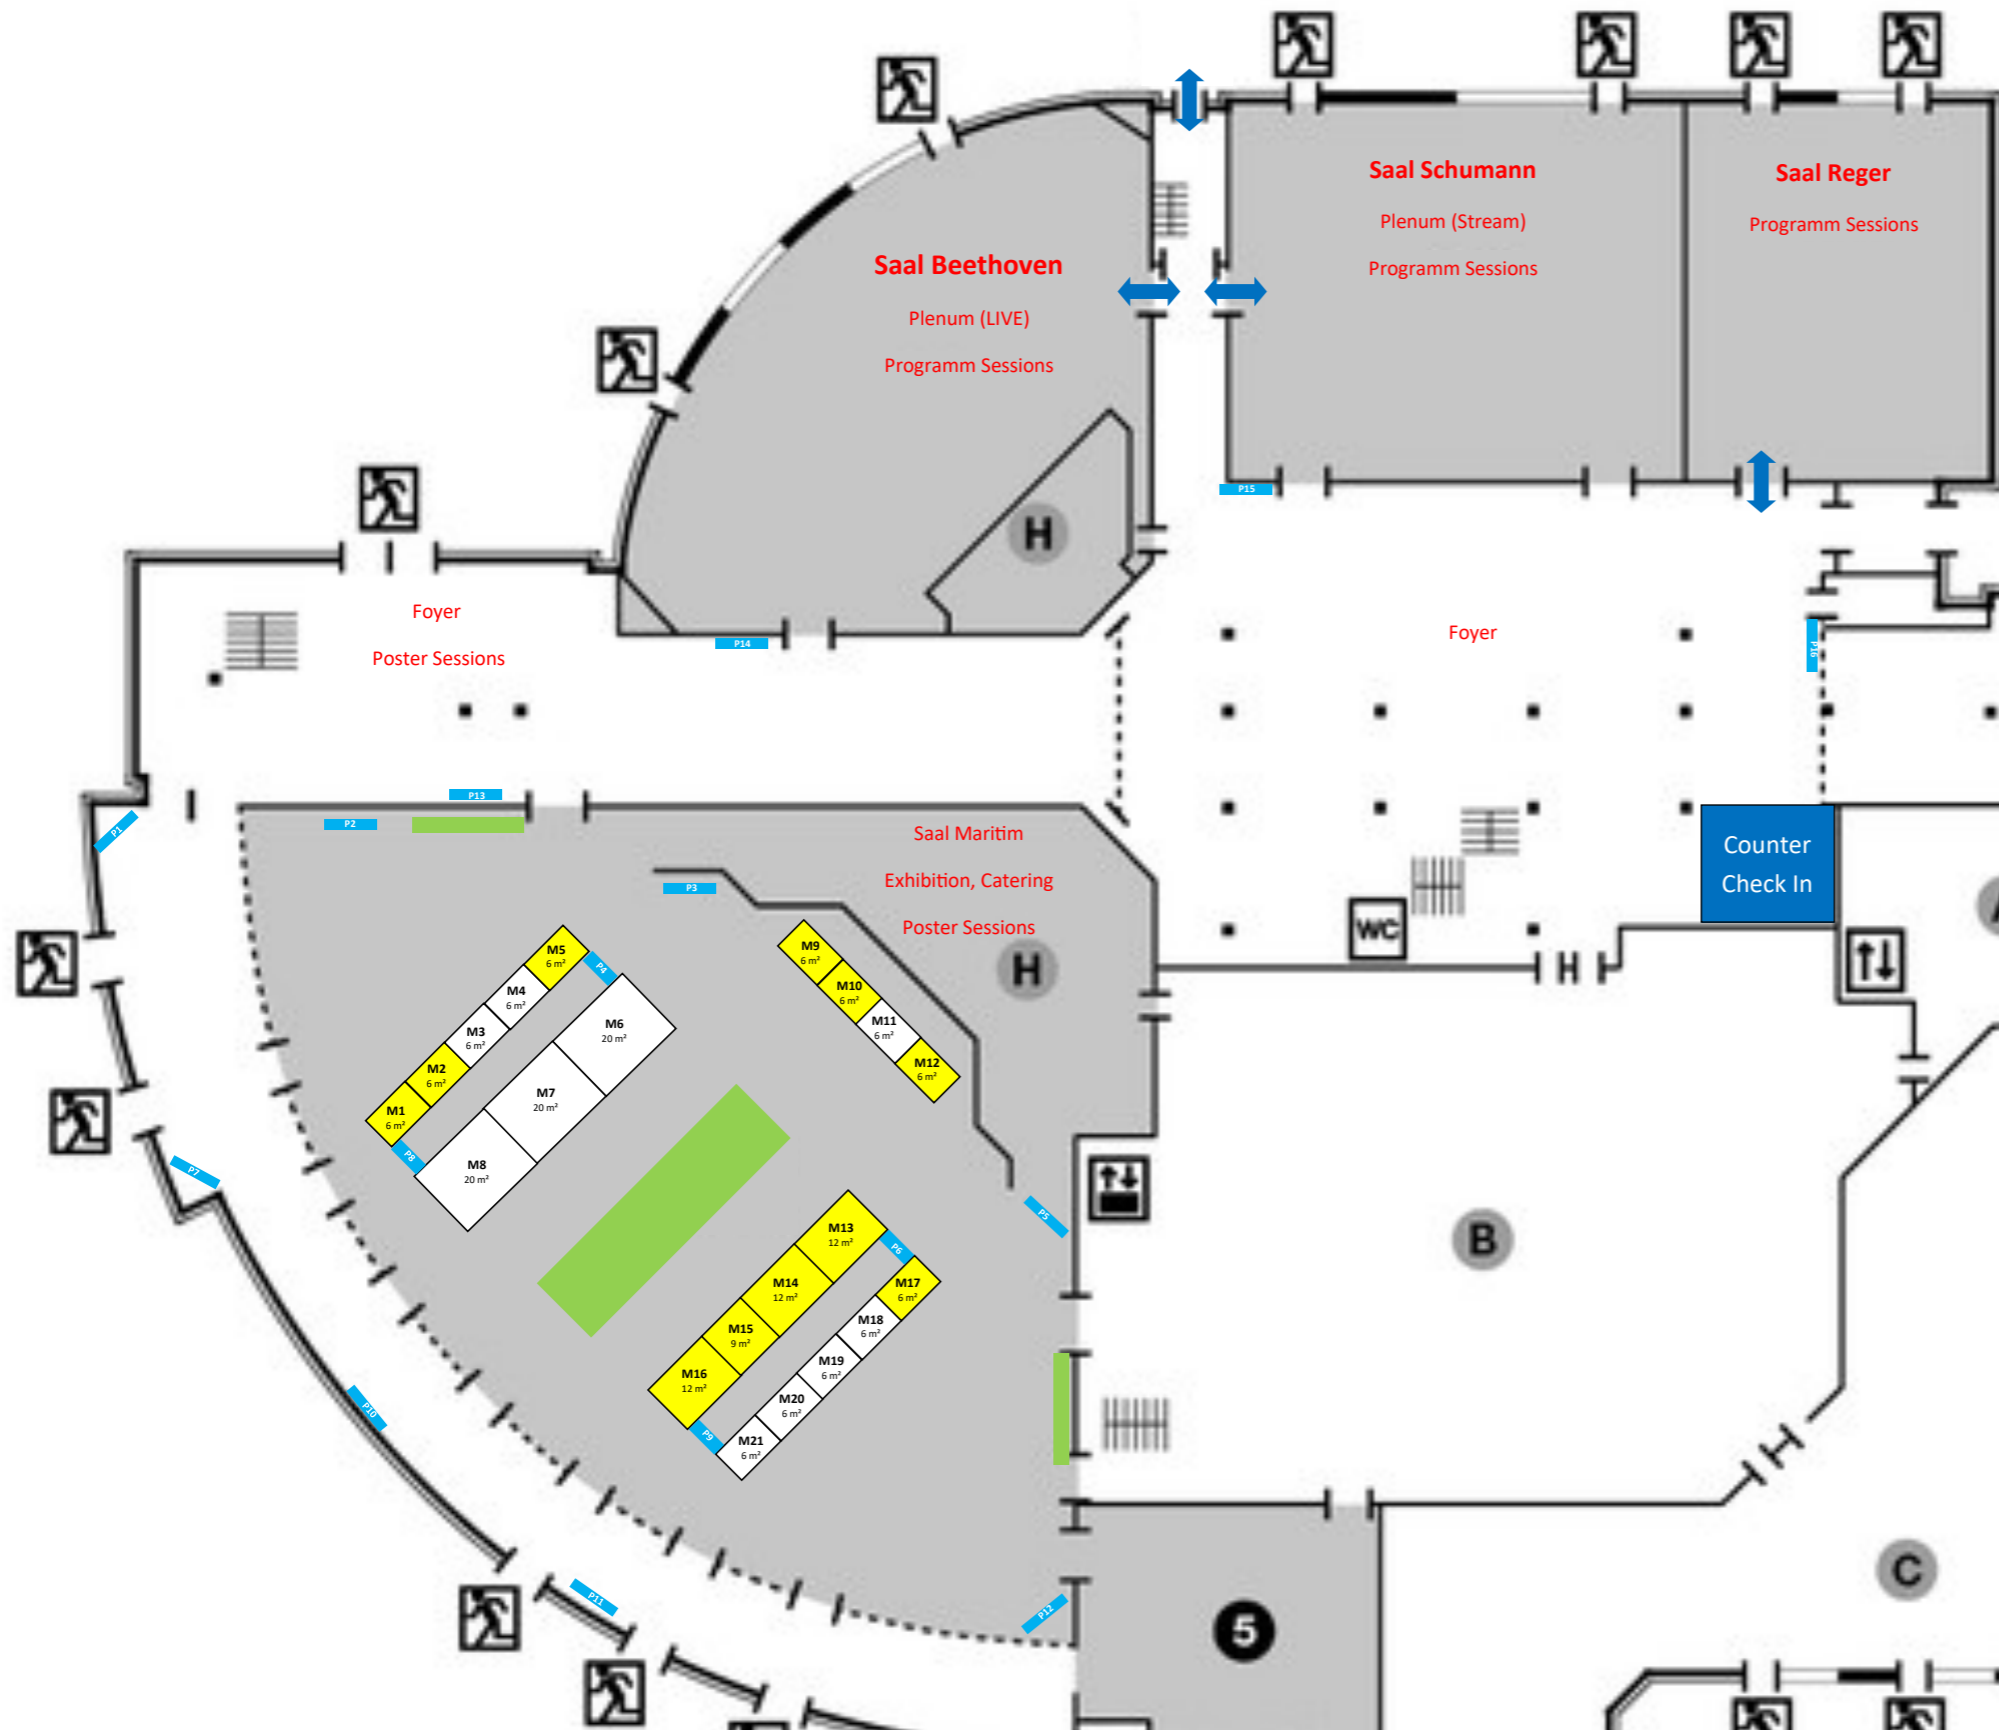 Saal Schumann
Plenum (Stream)
Programm Sessions
Saal Reger
Programm Sessions
Saal Beethoven
Plenum (LIVE)
Programm Sessions
H
P15
Foyer
Poster Sessions
P14
Foyer
P16
P13
P1
P2
Saal Maritim
Exhibition, Catering
Poster Sessions
H
P3
Counter
Check In
WC
M5
6 m²
P4
M4
6 m²
M3
6 m²
M2
6 m²
M1
6 m²
M6
20 m²
M7
20 m²
M8
20 m²
P8
M9
6 m²
M10
6 m²
M11
6 m²
M12
6 m²
P7
P5
B
M13
12 m²
M14
12 m²
M15
9 m²
M16
12 m²
P6
M17
6 m²
M18
6 m²
M19
6 m²
M20
6 m²
M21
6 m²
P9
P10
P11
P12
5
C